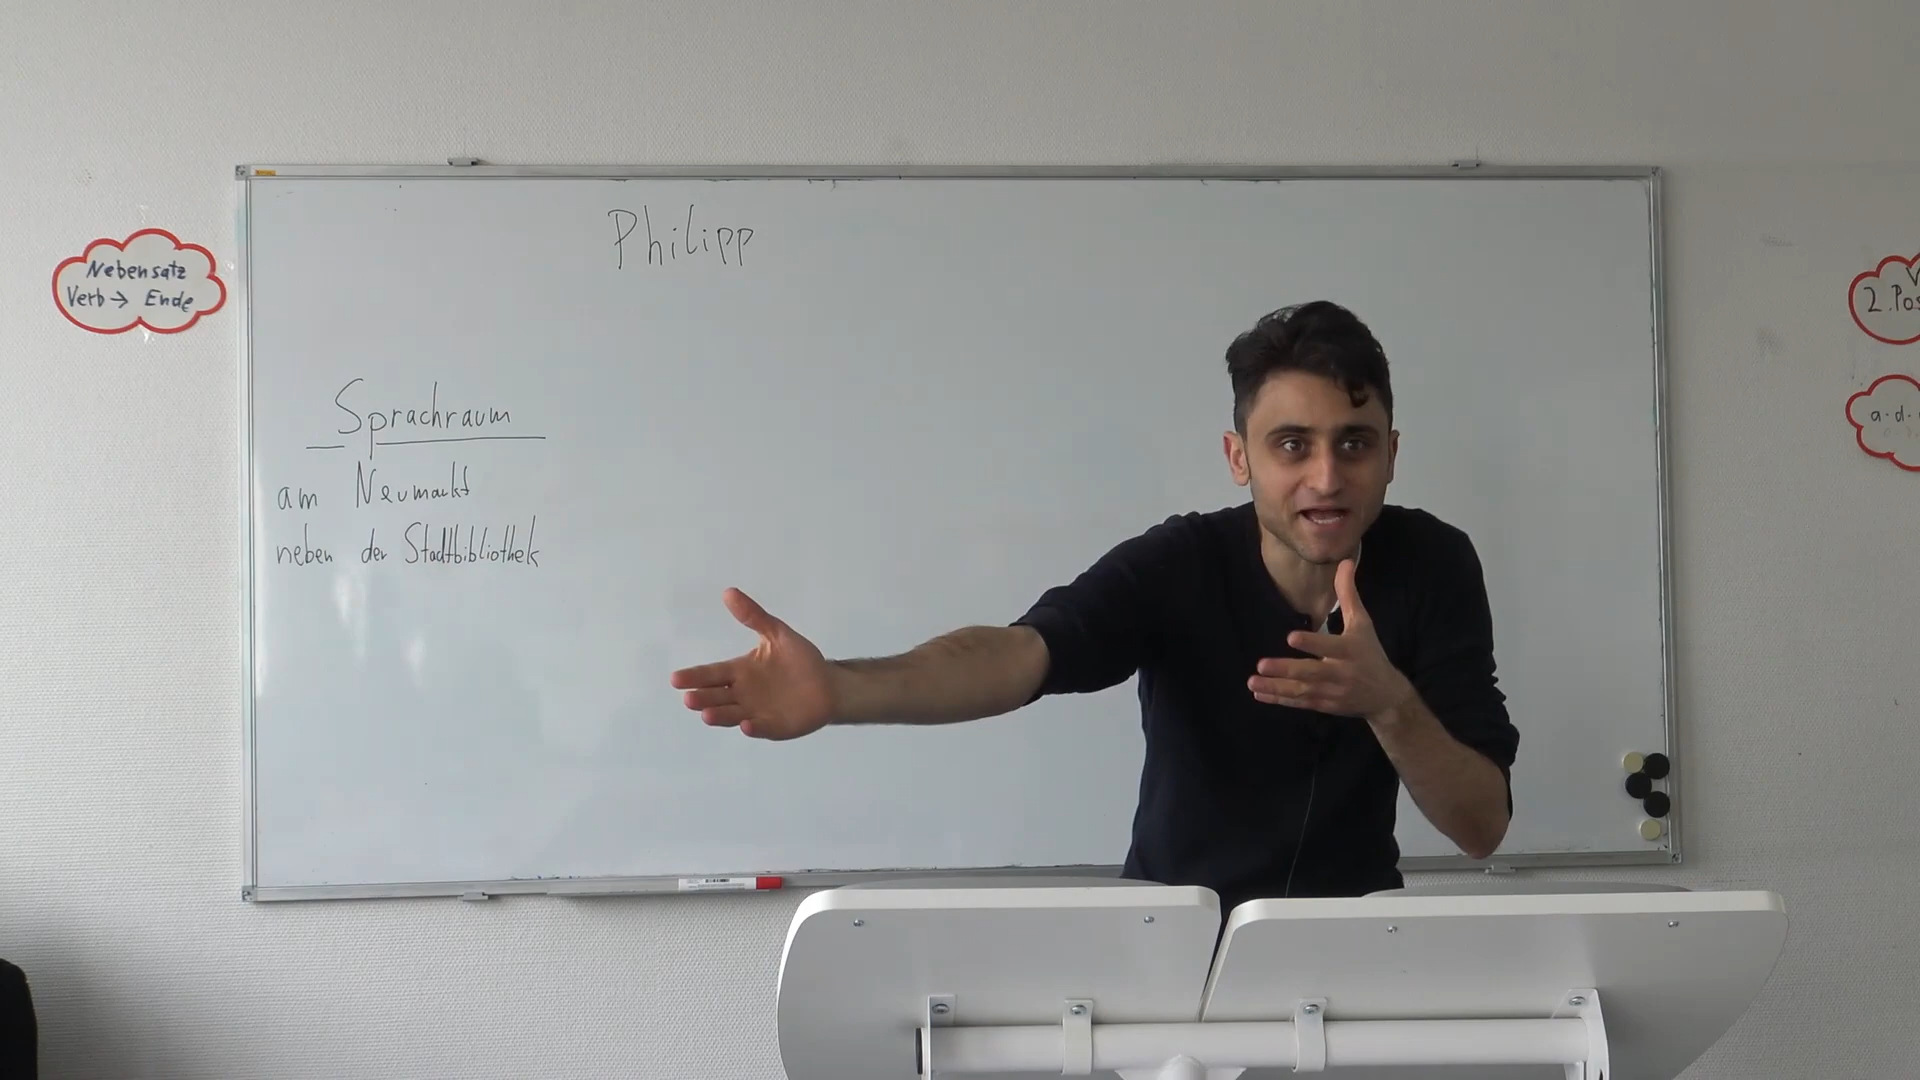 Philipp
Nebensatz
Verb → Ende
Sprachraum
am Neumarkt
neben der Stadtbibliothek
2. Pos
a·d·